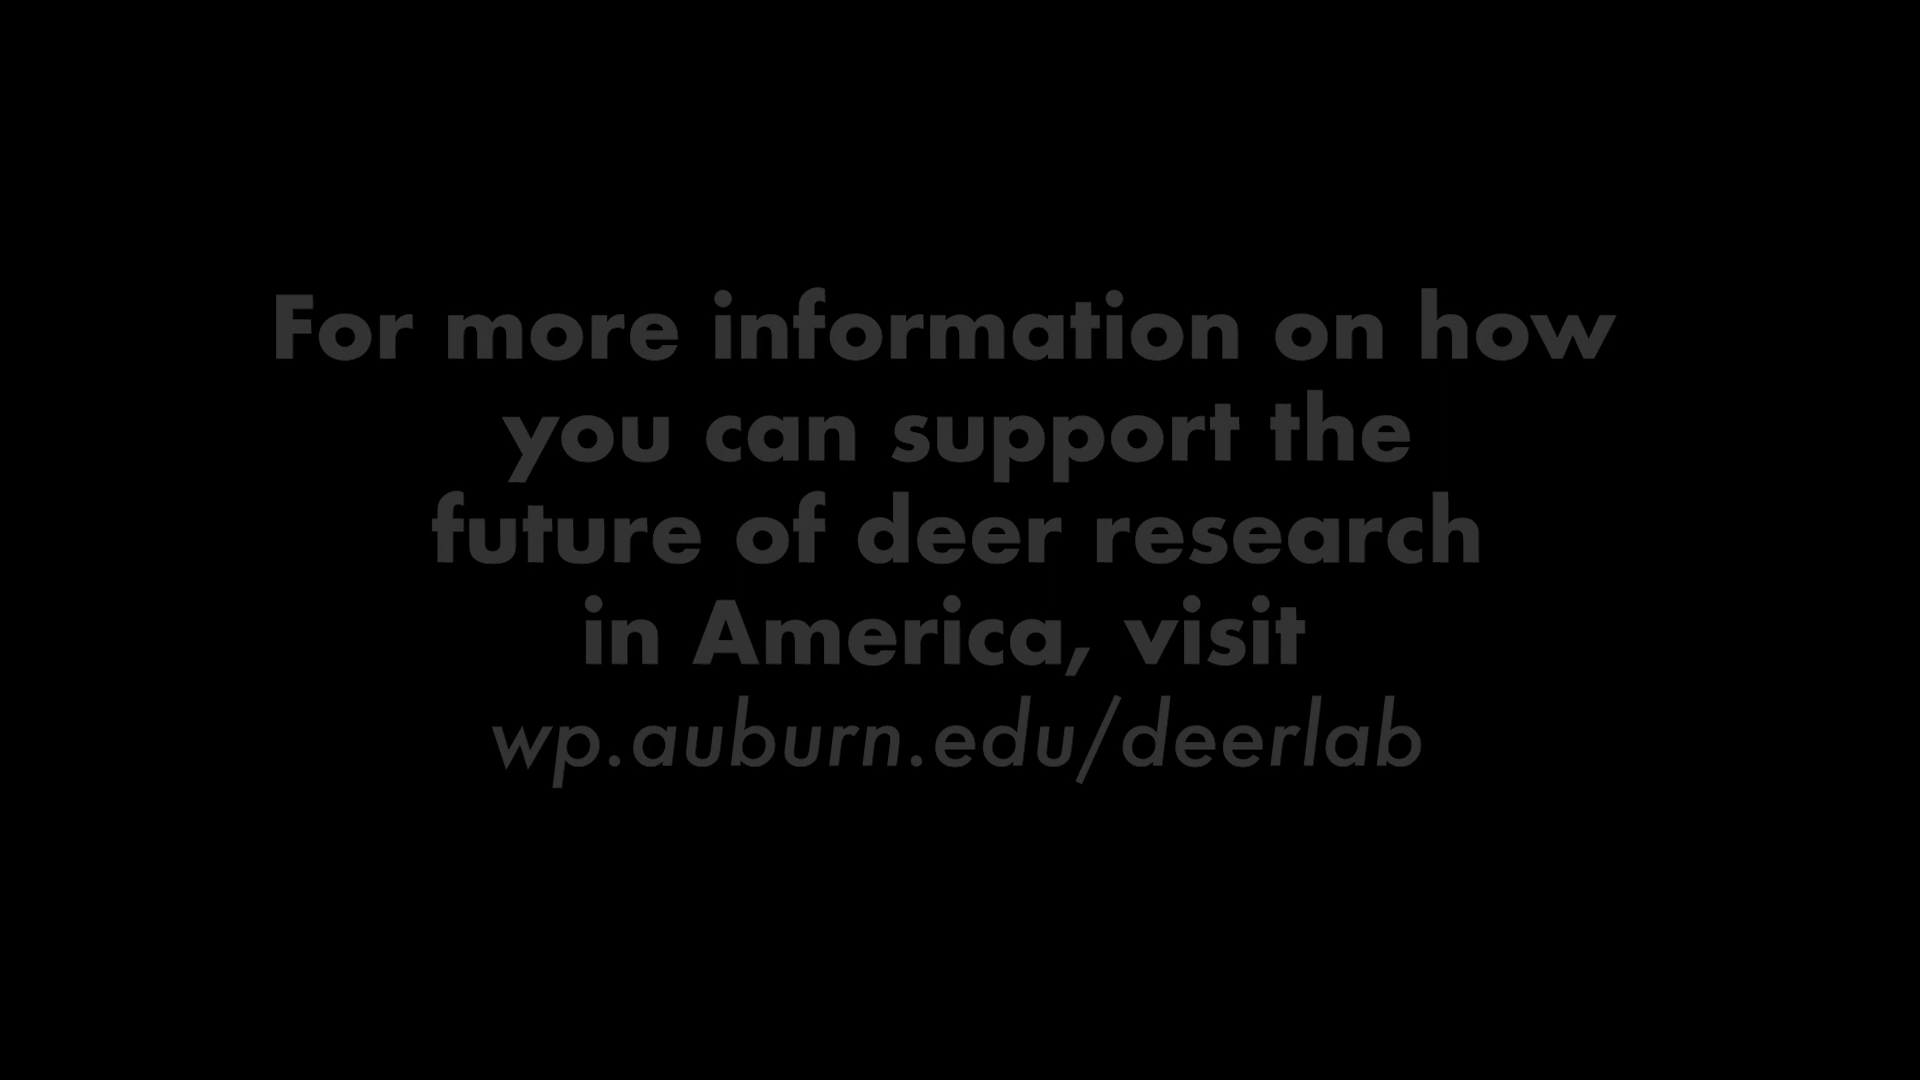 For more information on how
you can support the
future of deer research
in America, visit
wp.auburn.edu/deerlab